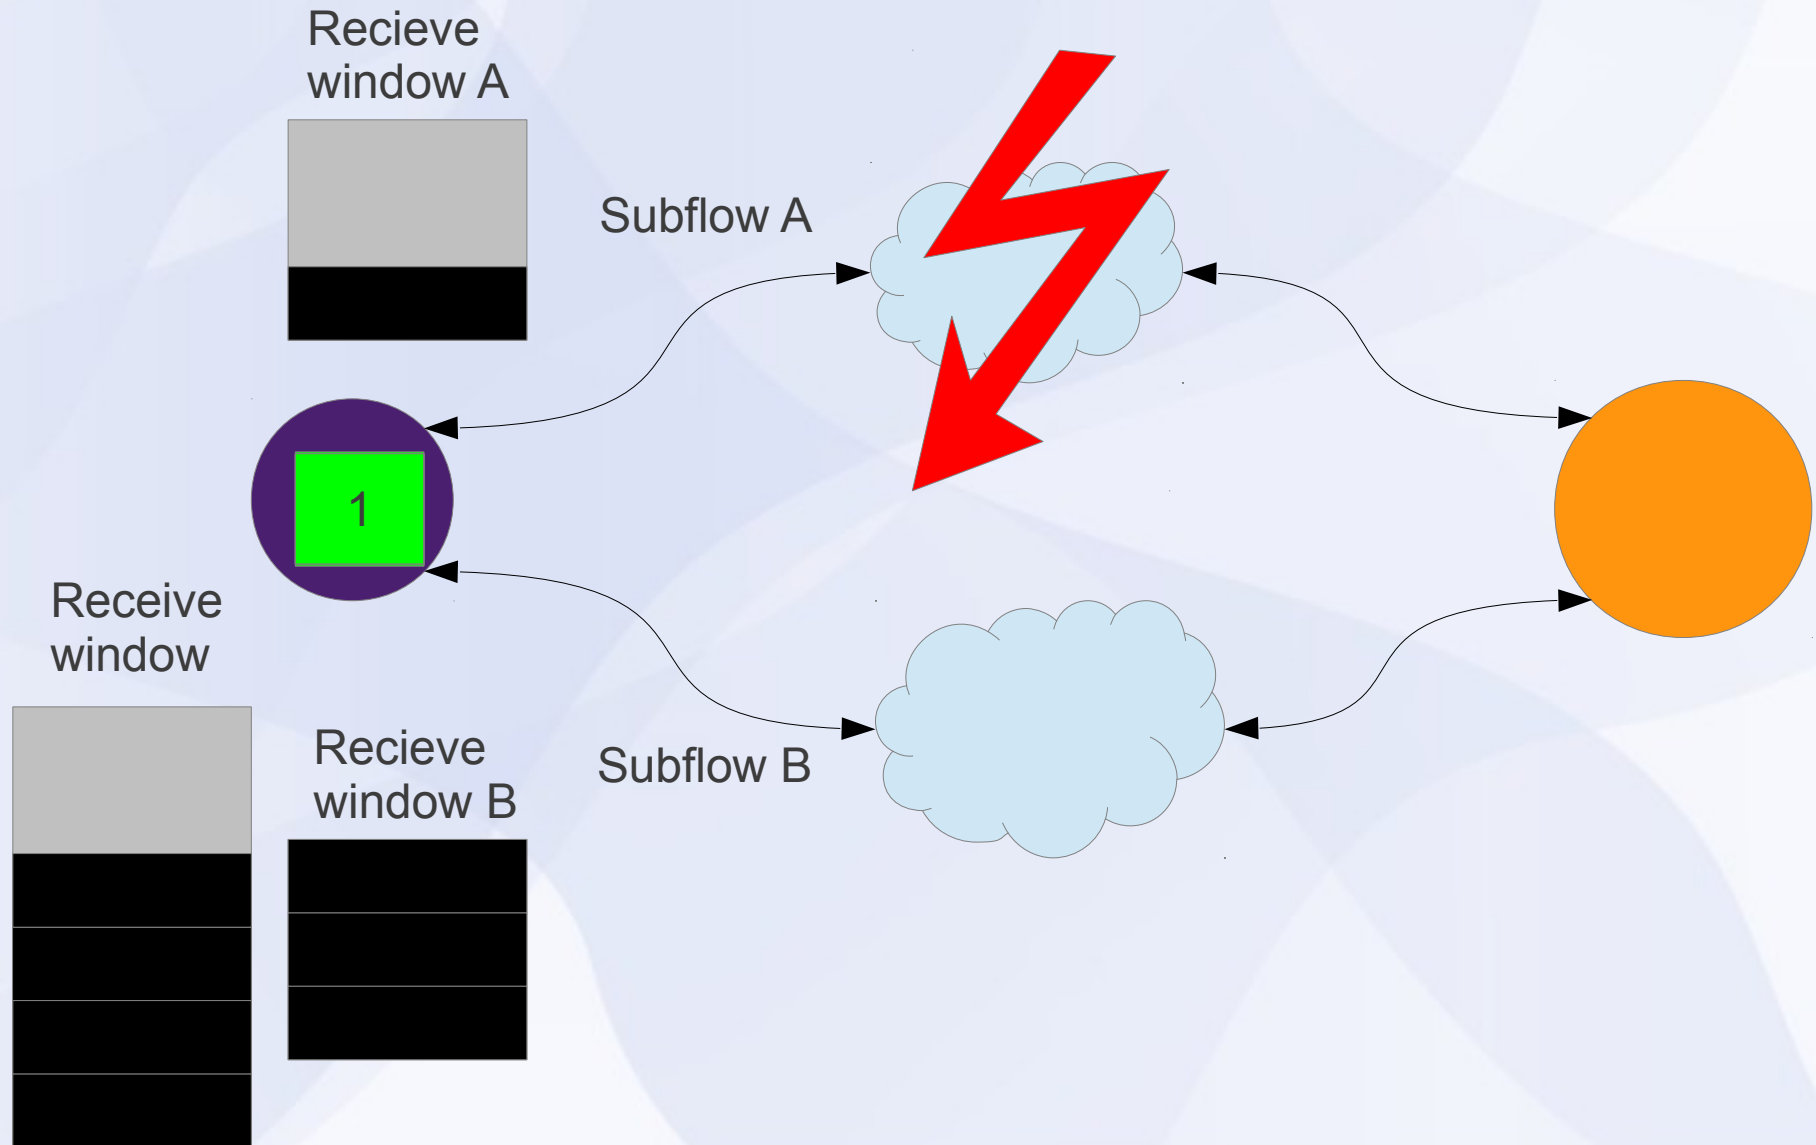 Recieve
window A
Subflow A
1
Receive
window
Recieve
window B
Subflow B